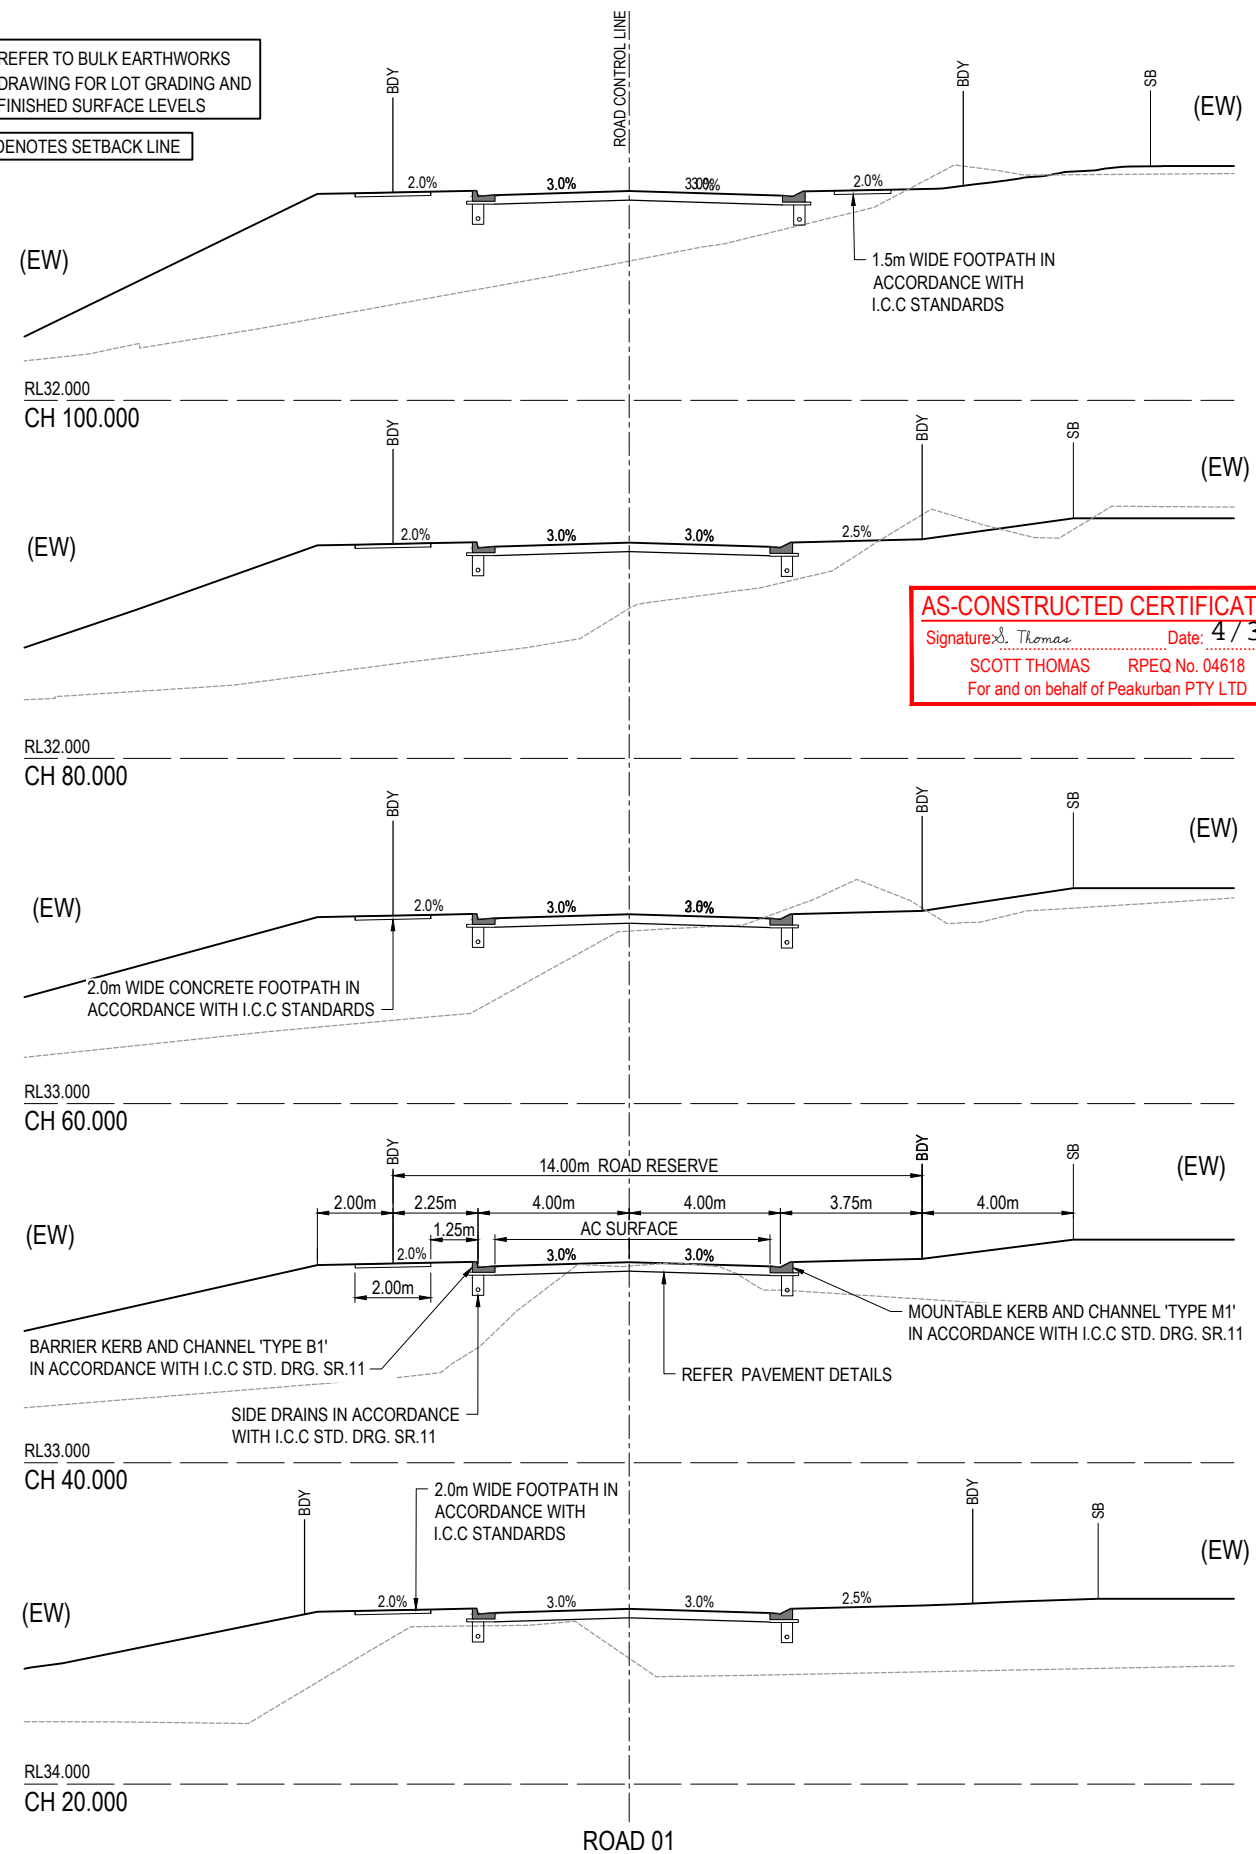 REFER TO BULK EARTHWORKS
DRAWING FOR LOT GRADING AND
FINISHED SURFACE LEVELS
DENOTES SETBACK LINE
ROAD CONTROL LINE
BDY
BDY
SB
(EW)
2.0%
3.0%
2.0%
(EW)
1.5m WIDE FOOTPATH IN
ACCORDANCE WITH
I.C.C STANDARDS
RL32.000
CH 100.000
BDY
BDY
SB
(EW)
(EW)
2.0%
3.0%
3.0%
2.5%
AS-CONSTRUCTED
Signature: S. Thomas Date: 4/3
SCOTT THOMAS RPEQ No. 04618
For and on behalf of Peakurban PTY LTD
RL32.000
CH 80.000
BDY
BDY
SB
(EW)
(EW)
2.0%
3.0%
2.0m WIDE CONCRETE FOOTPATH IN
ACCORDANCE WITH I.C.C STANDARDS
RL33.000
CH 60.000
BDY
BDY
SB
(EW)
14.00m ROAD RESERVE
2.00m 2.25m 4.00m 4.00m 3.75m 4.00m
(EW)
1.25m
AC SURFACE
2.0%
3.0%
3.0%
2.00m
MOUNTABLE KERB AND CHANNEL 'TYPE M1'
IN ACCORDANCE WITH I.C.C STD. DRG. SR.11
BARRIER KERB AND CHANNEL 'TYPE B1'
IN ACCORDANCE WITH I.C.C STD. DRG. SR.11
REFER PAVEMENT DETAILS
SIDE DRAINS IN ACCORDANCE
WITH I.C.C STD. DRG. SR.11
RL33.000
CH 40.000
2.0m WIDE FOOTPATH IN
ACCORDANCE WITH
I.C.C STANDARDS
BDY
BDY
SB
(EW)
(EW)
2.0%
3.0%
3.0%
2.5%
RL34.000
CH 20.000
ROAD 01